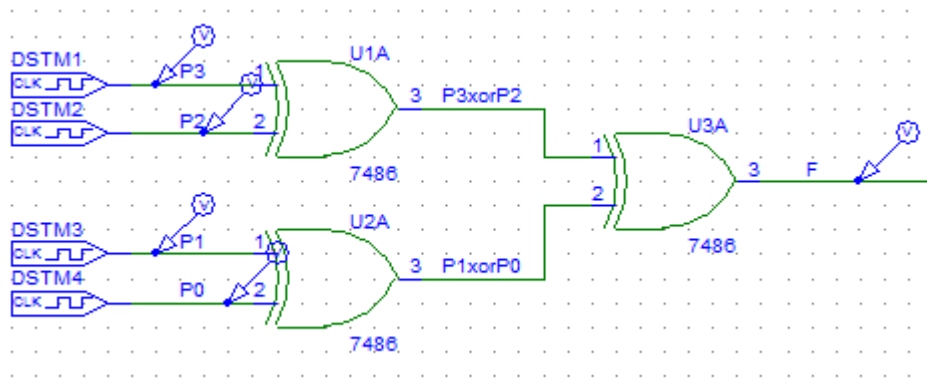 DSTM1
CLK
P3
V
1
U1A
DSTM2
CLK
P2
V
2
3
P3xorP2
7486
U3A
1
2
3
F
V
7486
DSTM3
CLK
P1
V
1
U2A
DSTM4
CLK
P0
V
2
3
P1xorP0
7486